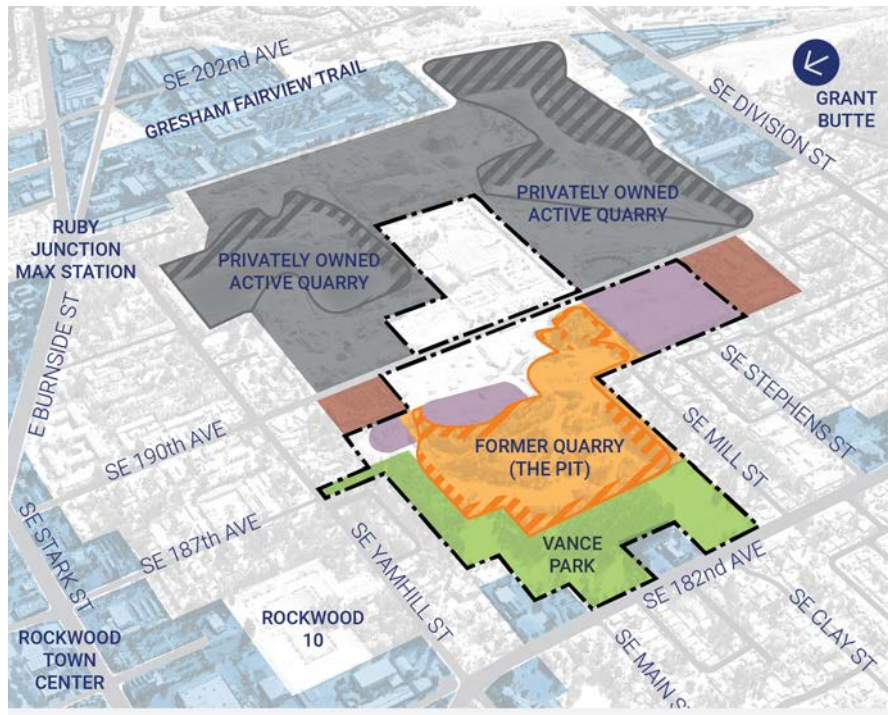 SE 202nd AVE
GRESHAM FAIRVIEW TRAIL
SE DIVISION ST
GRANT
BUTTE
PRIVATELY OWNED
ACTIVE QUARRY
RUBY
JUNCTION
MAX STATION
PRIVATELY OWNED
ACTIVE QUARRY
E BURNSIDE ST
SE 190th AVE
SE STEPHENS ST
SE MILL ST
FORMER QUARRY
(THE PIT)
SE STARK ST
SE 187th AVE
SE YAMHILL ST
VANCE
PARK
SE 182nd AVE
SE CLAY ST
ROCKWOOD
10
ROCKWOOD
TOWN
CENTER
SE MAIN S